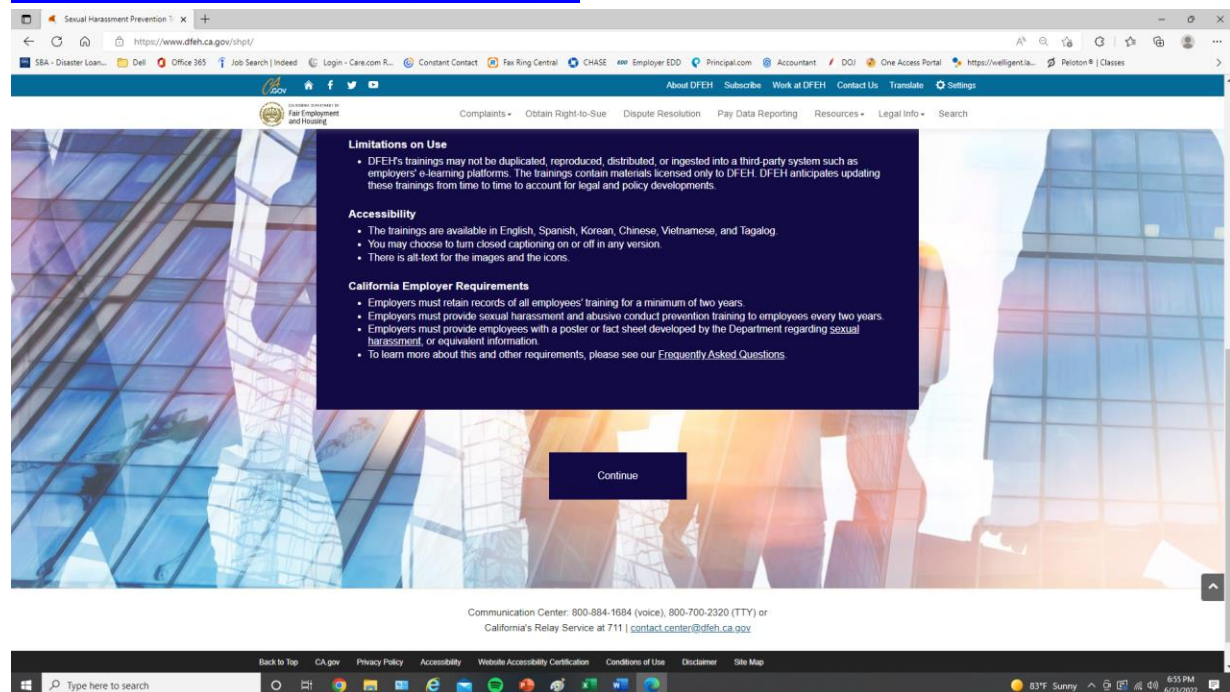 Sexual Harassment Prevention T
https://www.dfeh.ca.gov/shpt/
SBA - Disaster Loan... Dell Office 365 Job Search | Indeed Login - Care.com R... Constant Contact Fax Ring Central CHASE Employer EDD Principal.com Accountant DOJ One Access Portal https://welligent.la... Peloton® | Classes
CA.GOV About DFEH Subscribe Work at DFEH Contact Us Translate Settings
Fair Employment
and Housing
Complaints Obtain Right-to-Sue Dispute Resolution Pay Data Reporting Resources Legal Info Search
Limitations on Use
• DFEH's trainings may not be duplicated, reproduced, distributed, or ingested into a third-party system such as
employers' e-learning platforms. The trainings contain materials licensed only to DFEH. DFEH anticipates updating
these trainings from time to time to account for legal and policy developments.
Accessibility
• The trainings are available in English, Spanish, Korean, Chinese, Vietnamese, and Tagalog.
• You may choose to turn closed captioning on or off in any version.
• There is alt-text for the images and the icons.
California Employer Requirements
• Employers must retain records of all employees' training for a minimum of two years.
• Employers must provide sexual harassment and abusive conduct prevention training to employees every two years.
• Employers must provide employees with a poster or fact sheet developed by the Department regarding sexual
harassment, or equivalent information.
• To learn more about this and other requirements, please see our Frequently Asked Questions.
Continue
Communication Center: 800-884-1684 (voice), 800-700-2320 (TTY) or
California's Relay Service at 711 | contact.center@dfeh.ca.gov
Back to Top CA.gov Privacy Policy Accessibility Website Accessibility Certification Conditions of Use Disclaimer Site Map
Type here to search
83°F Sunny
6:55 PM
6/23/2022